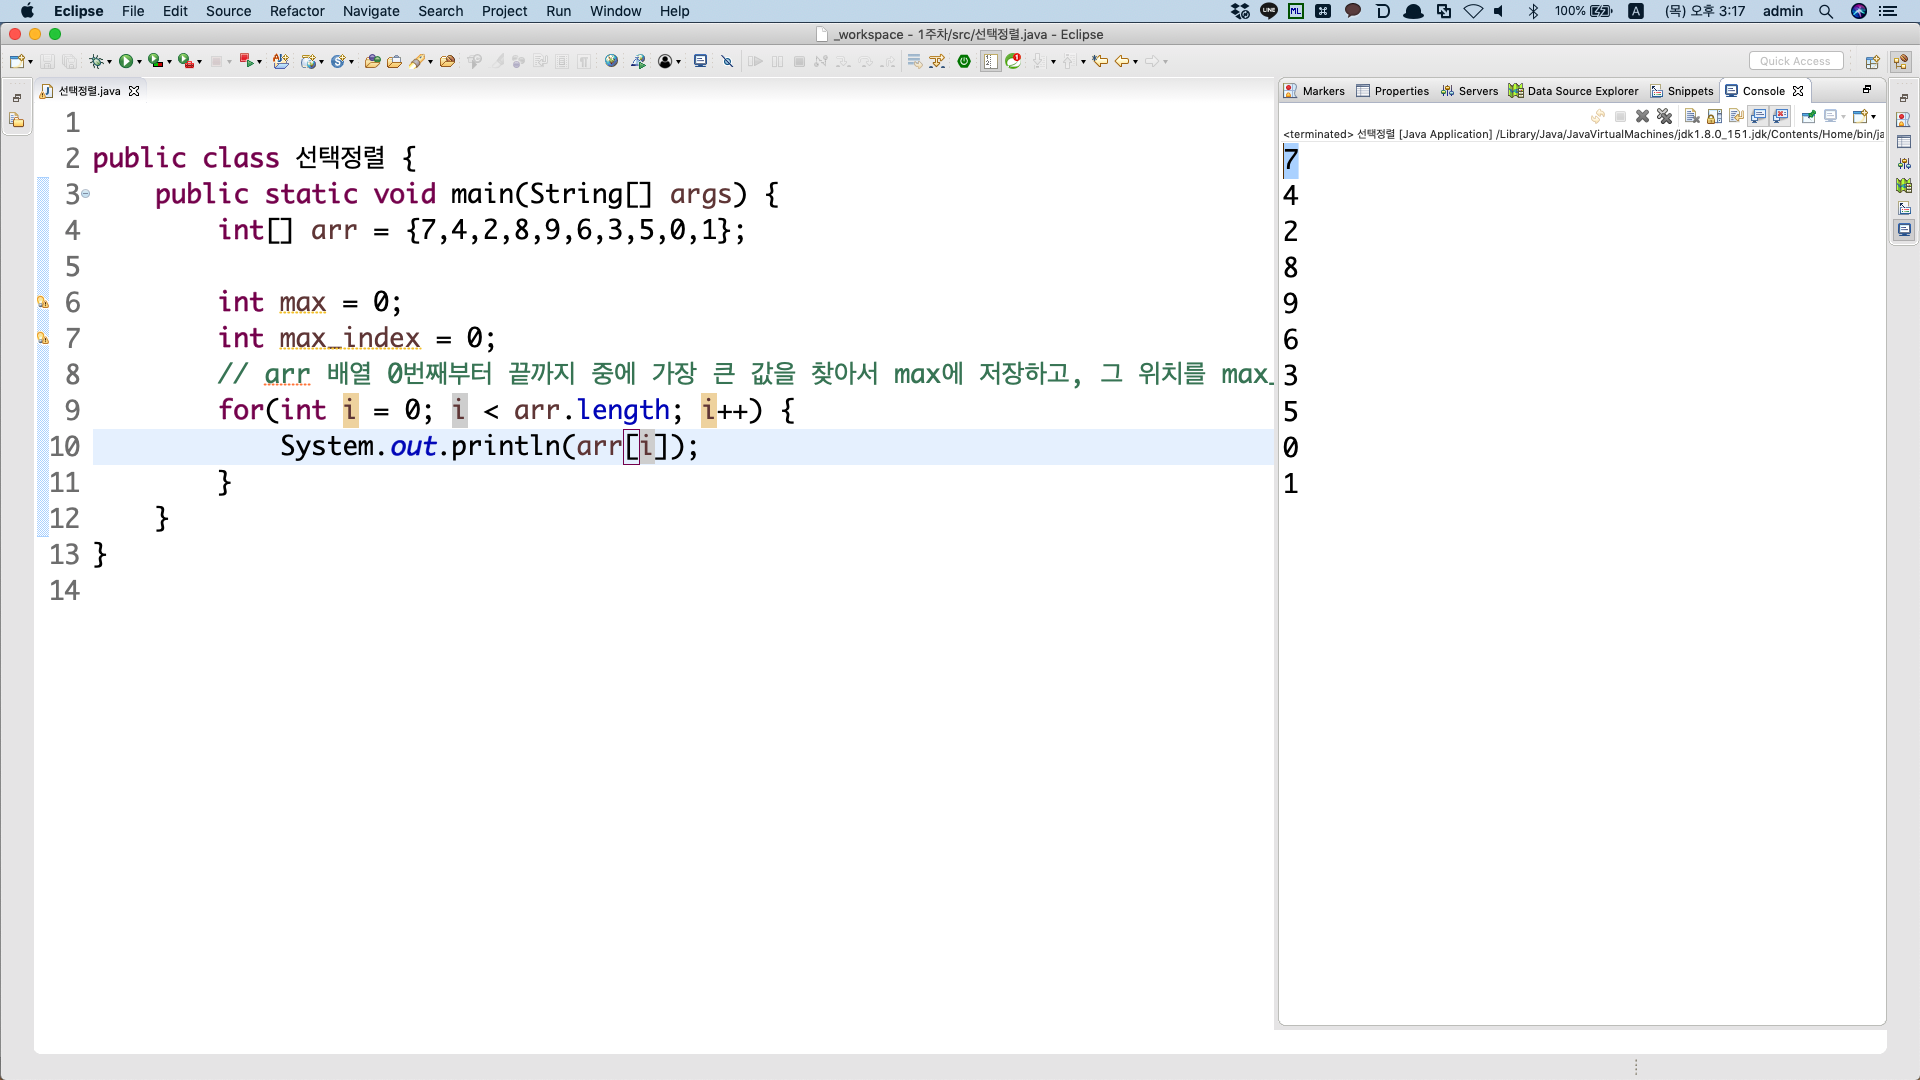 Eclipse File Edit Source Refactor Navigate Search Project Run Window Help 100% A (목) 오후 3:17 admin
_workspace - 1주차/src/선택정렬.java - Eclipse
Quick Access
선택정렬.java
1
2 public class 선택정렬 {
3 public static void main(String[] args) {
4 int[] arr = {7,4,2,8,9,6,3,5,0,1};
5
6 int max = 0;
7 int max_index = 0;
8 // arr 배열 0번째부터 끝까지 중에 가장 큰 값을 찾아서 max에 저장하고, 그 위치를 max_
9 for(int i = 0; i < arr.length; i++) {
10 System.out.println(arr[i]);
11 }
12 }
13 }
14
Markers Properties Servers Data Source Explorer Snippets Console
<terminated> 선택정렬 [Java Application] /Library/Java/JavaVirtualMachines/jdk1.8.0_151.jdk/Contents/Home/bin/ja
7
4
2
8
9
6
3
5
0
1